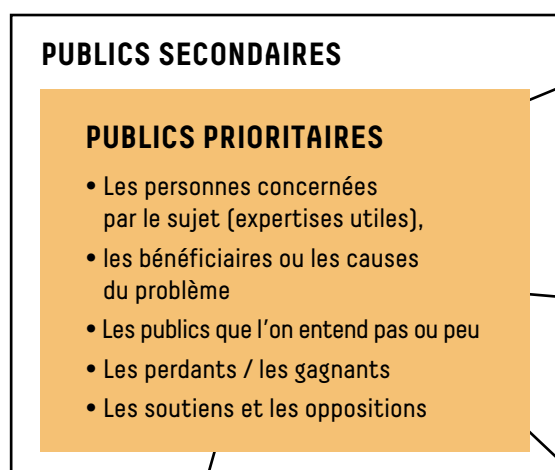 PUBLICS SECONDAIRES
PUBLICS PRIORITAIRES
• Les personnes concernées
par le sujet (expertises utiles),
• les bénéficiaires ou les causes
du problème
• Les publics que l'on entend pas ou peu
• Les perdants / les gagnants
• Les soutiens et les oppositions